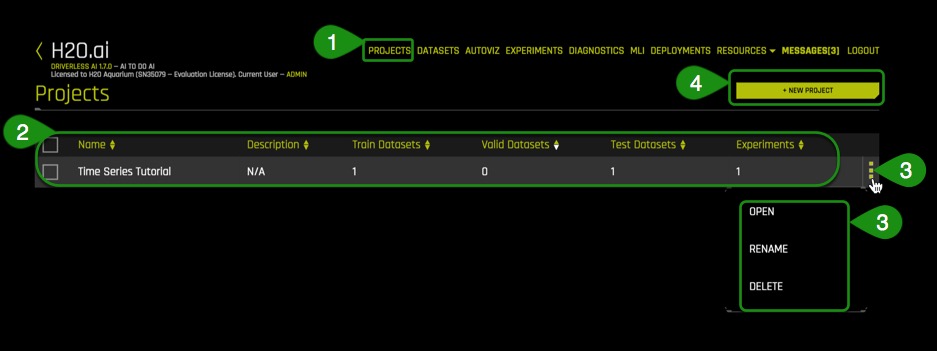 1
H2O.ai
PROJECTS DATASETS AUTOVIZ EXPERIMENTS DIAGNOSTICS MLI DEPLOYMENTS RESOURCES MESSAGES[3] LOGOUT
DRIVERLESS AI 1.7.0 – AI TO DO AI
Licensed to H2O Aquarium (SN35079 – Evaluation License). Current User – ADMIN
Projects
4
+ NEW PROJECT
2
Name Description Train Datasets Valid Datasets Test Datasets Experiments
Time Series Tutorial N/A 1 0 1 1
3
OPEN
3
RENAME
DELETE